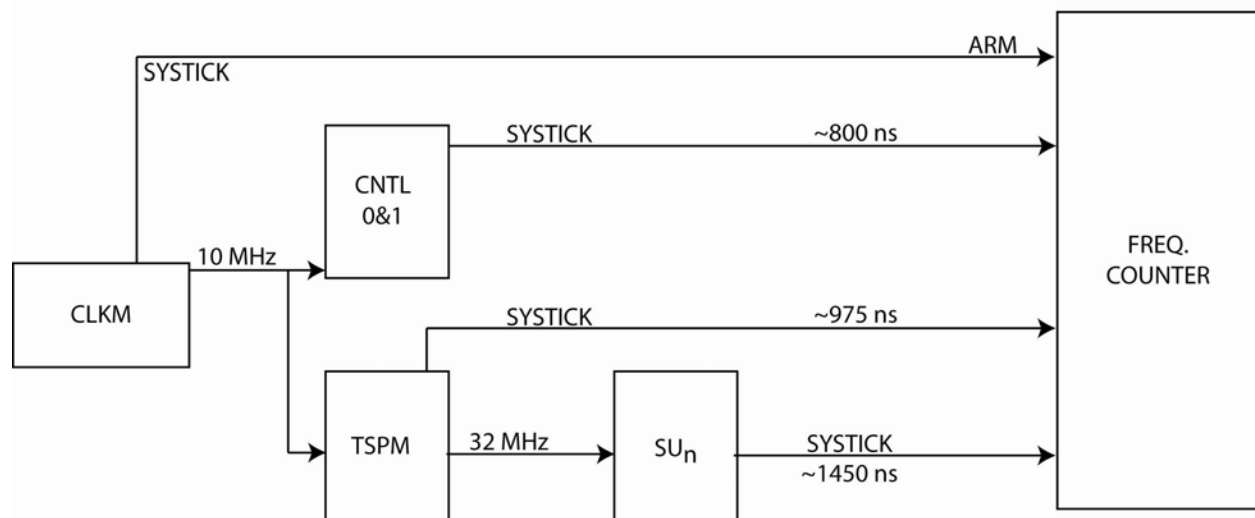 ARM
SYSTICK
SYSTICK ~800 ns
CNTL
0&1
10 MHz
FREQ.
COUNTER
CLKM
SYSTICK ~975 ns
TSPM
32 MHz
SUn
SYSTICK
~1450 ns